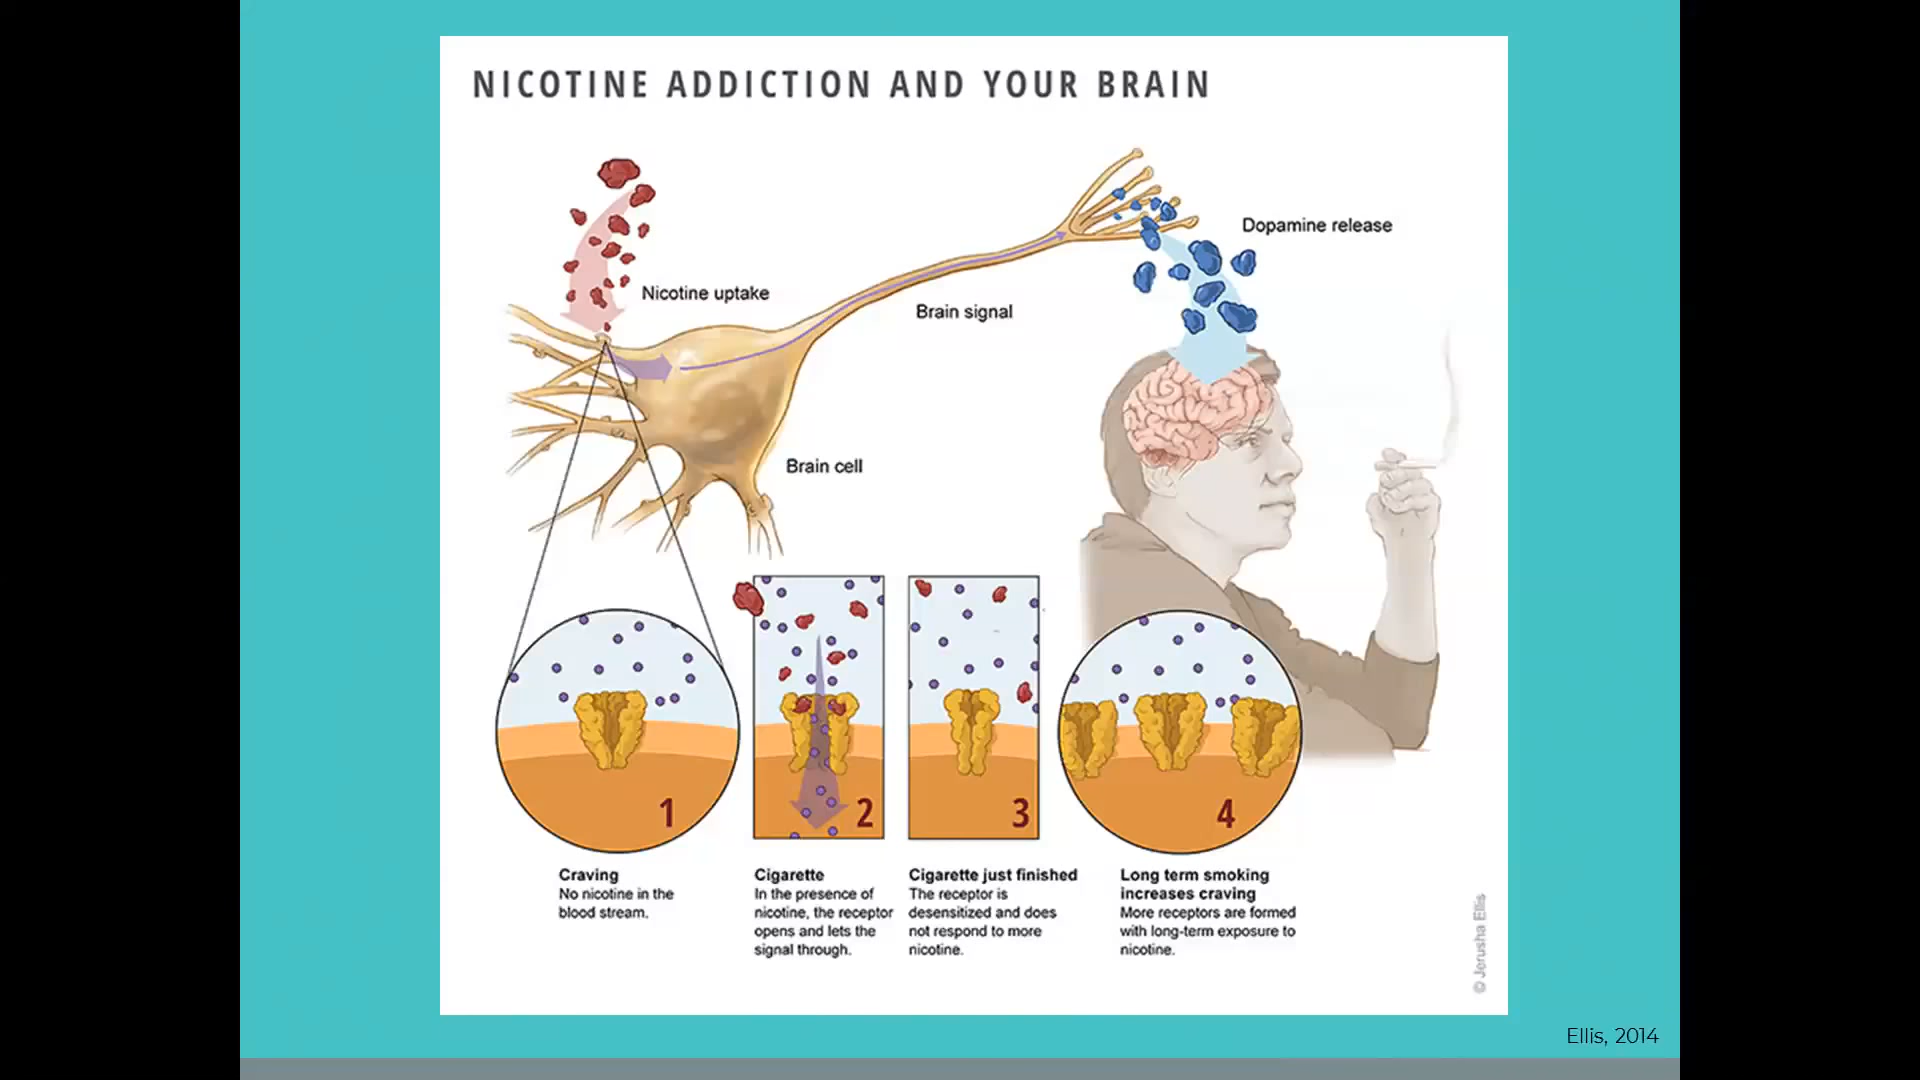 NICOTINE ADDICTION AND YOUR BRAIN
Dopamine release
Nicotine uptake
Brain signal
Brain cell
1
2
3
4
Craving
No nicotine in the
blood stream.
Cigarette
In the presence of
nicotine, the receptor
opens and lets the
signal through.
Cigarette just finished
The receptor is
desensitized and does
not respond to more
nicotine.
Long term smoking
increases craving
More receptors are formed
with long-term exposure to
nicotine.
© Jerusha Ellis
Ellis, 2014